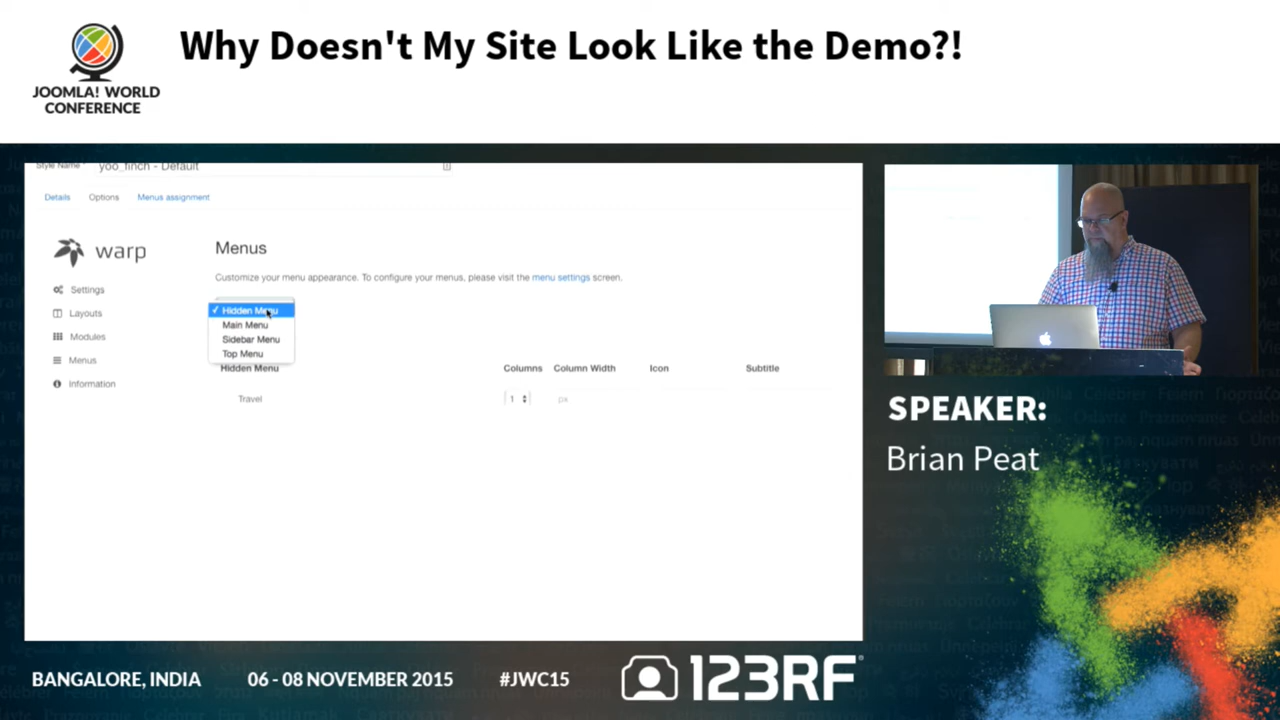 JOOMLA! WORLD
CONFERENCE
Why Doesn't My Site Look Like the Demo?!
Style Name * yoo_finch - Default
Details Options Menus assignment
warp
Settings
Layouts
Modules
Menus
Information
Menus
Customize your menu appearance. To configure your menus, please visit the menu settings screen.
✓ Hidden Menu
Main Menu
Sidebar Menu
Top Menu
Hidden Menu Columns Column Width Icon Subtitle
Travel 1 px
SPEAKER:
Brian Peat
BANGALORE, INDIA 06 - 08 NOVEMBER 2015 #JWC15 123RF